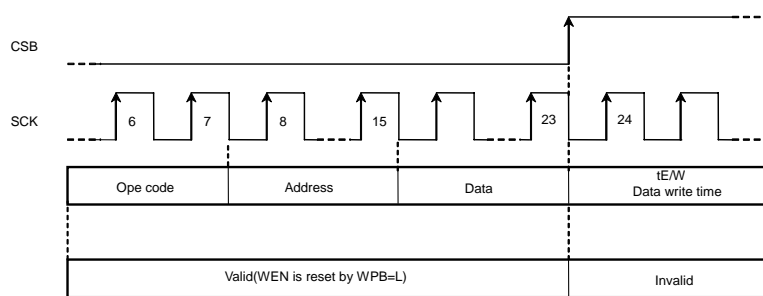 CSB
SCK
6 7 8 15 23 24
Ope code Address Data tE/W
Data write time
Valid(WEN is reset by WPB=L) Invalid